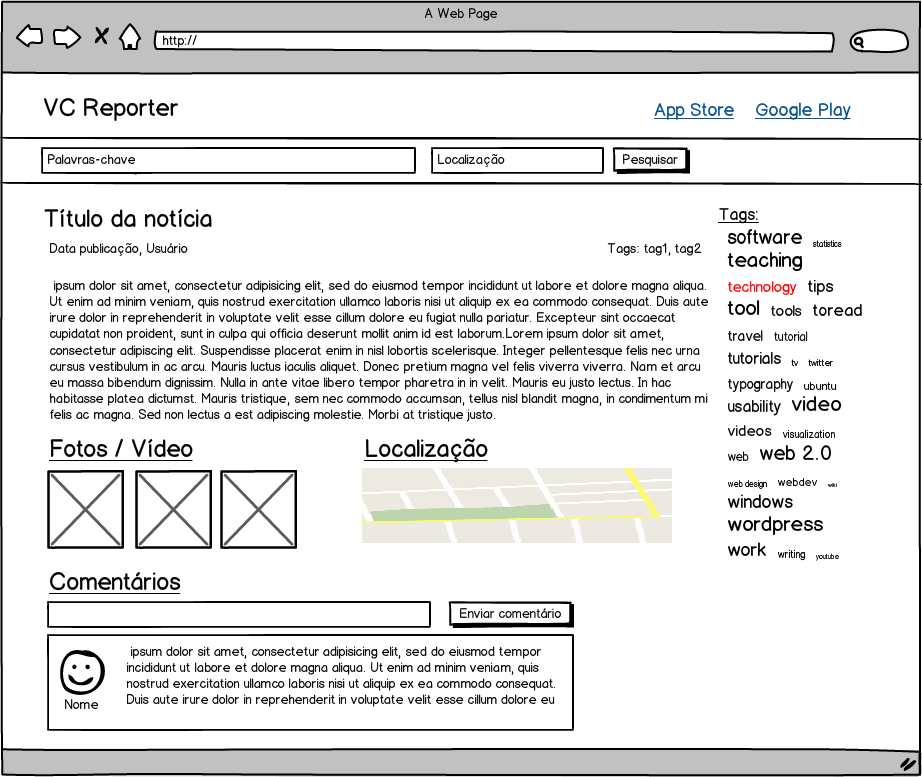 A Web Page
http://
VC Reporter
App Store Google Play
Palavras-chave Localização Pesquisar
Título da notícia
Data publicação, Usuário Tags: tag1, tag2
ipsum dolor sit amet, consectetur adipisicing elit, sed do eiusmod tempor incididunt ut labore et dolore magna aliqua.
Ut enim ad minim veniam, quis nostrud exercitation ullamco laboris nisi ut aliquip ex ea commodo consequat. Duis aute
irure dolor in reprehenderit in voluptate velit esse cillum dolore eu fugiat nulla pariatur. Excepteur sint occaecat
cupidatat non proident, sunt in culpa qui officia deserunt mollit anim id est laborum.Lorem ipsum dolor sit amet,
consectetur adipiscing elit. Suspendisse placerat enim in nisl lobortis scelerisque. Integer pellentesque felis nec urna
cursus vestibulum in ac arcu. Mauris luctus iaculis aliquet. Donec pretium magna vel felis viverra viverra. Nam et arcu
eu massa bibendum dignissim. Nulla in ante vitae libero tempor pharetra in in velit. Mauris eu justo lectus. In hac
habitasse platea dictumst. Mauris tristique, sem nec commodo accumsan, tellus nisl blandit magna, in condimentum mi
felis ac magna. Sed non lectus a est adipiscing molestie. Morbi at tristique justo.
Fotos / Vídeo Localização
Comentários
Enviar comentário
ipsum dolor sit amet, consectetur adipisicing elit, sed do eiusmod tempor
incididunt ut labore et dolore magna aliqua. Ut enim ad minim veniam, quis
nostrud exercitation ullamco laboris nisi ut aliquip ex ea commodo consequat.
Duis aute irure dolor in reprehenderit in voluptate velit esse cillum dolore eu
Nome
Tags:
software statistics
teaching
technology tips
tool tools toread
travel tutorial
tutorials tv twitter
typography ubuntu
usability video
videos visualization
web web 2.0
web design webdev wiki
windows
wordpress
work writing youtube